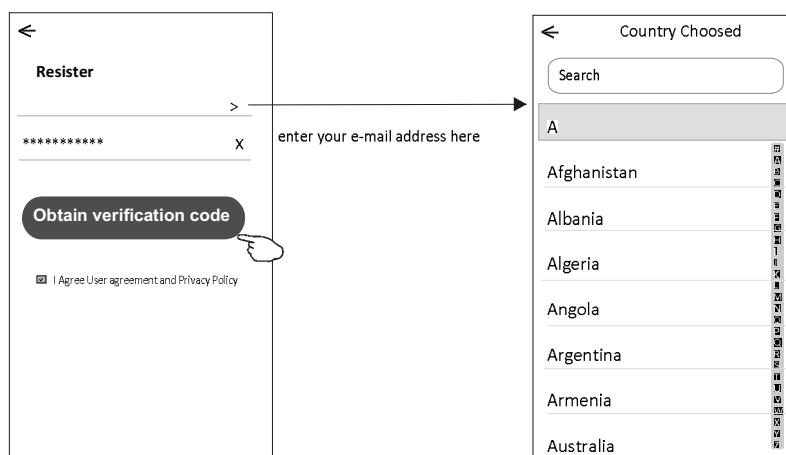 Resister
>
*********** X
enter your e-mail address here
Obtain verification code
I Agree User agreement and Privacy Policy
Country Choosed
Search
A
Afghanistan
Albania
Algeria
Angola
Argentina
Armenia
Australia